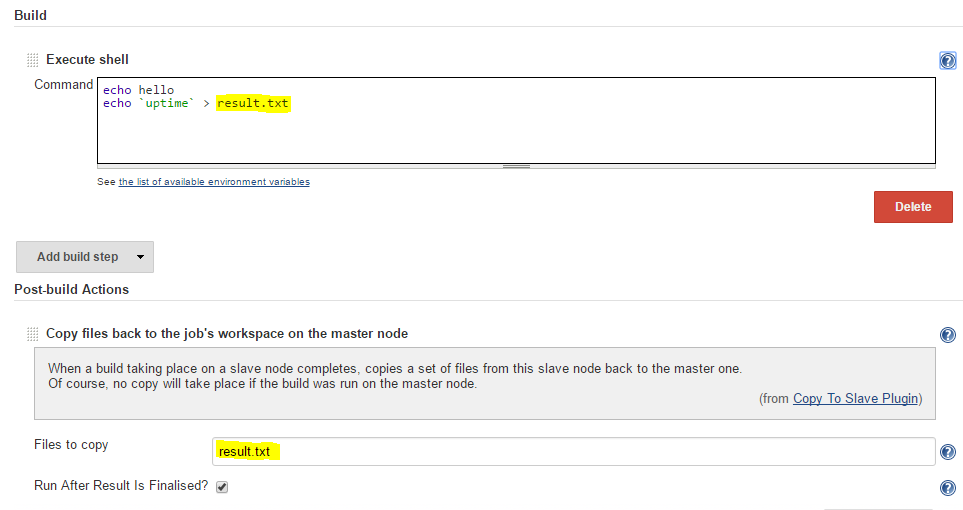 Build
Execute shell
Command
echo hello
echo `uptime` > result.txt
See the list of available environment variables
Delete
Add build step
Post-build Actions
Copy files back to the job's workspace on the master node
When a build taking place on a slave node completes, copies a set of files from this slave node back to the master one.
Of course, no copy will take place if the build was run on the master node.
(from Copy To Slave Plugin)
Files to copy
result.txt
Run After Result Is Finalised?